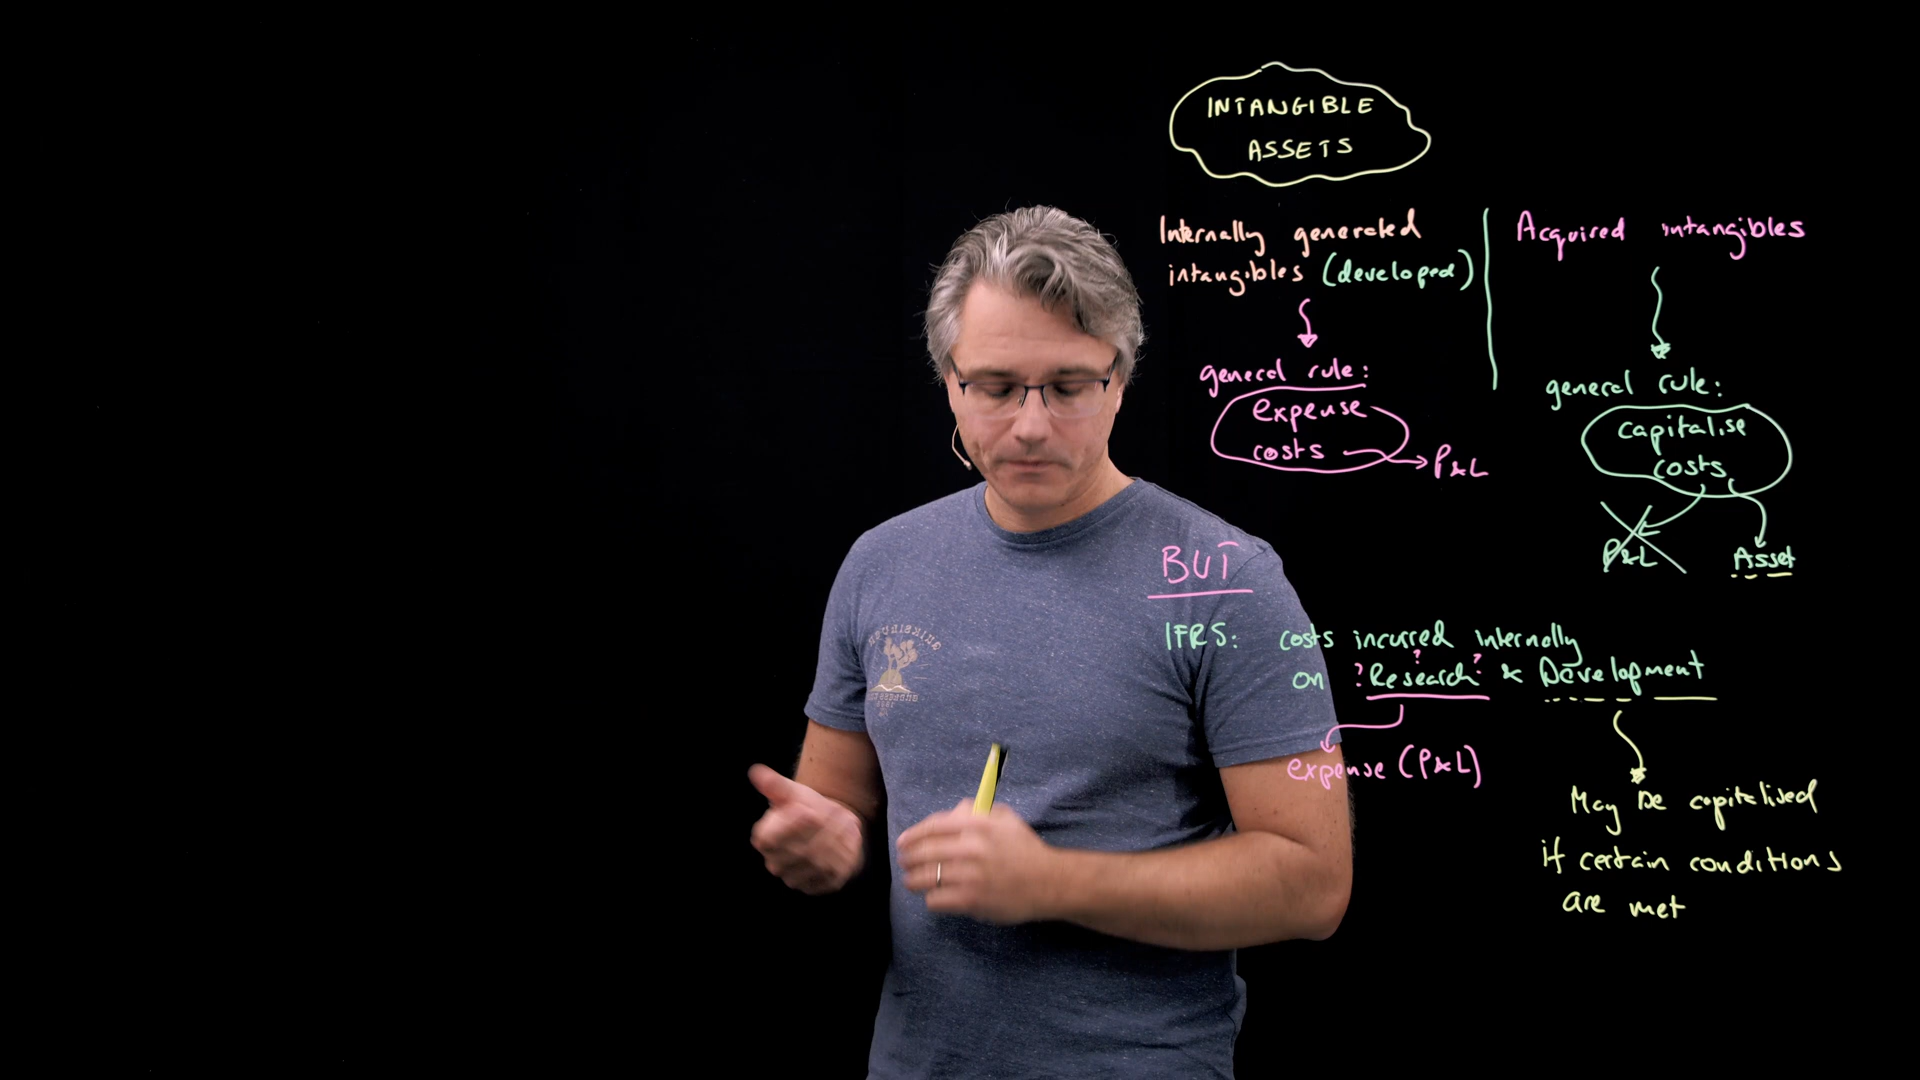 INTANGIBLE
ASSETS
Internally generated
intangibles (developed)
general rule:
expense
costs
P&L
Acquired intangibles
general rule:
capitalise
costs
P&L
Asset
BUT
IFRS: costs incurred internally
on ?Research? & Development
?
expense (P&L)
May be capitalised
if certain conditions
are met